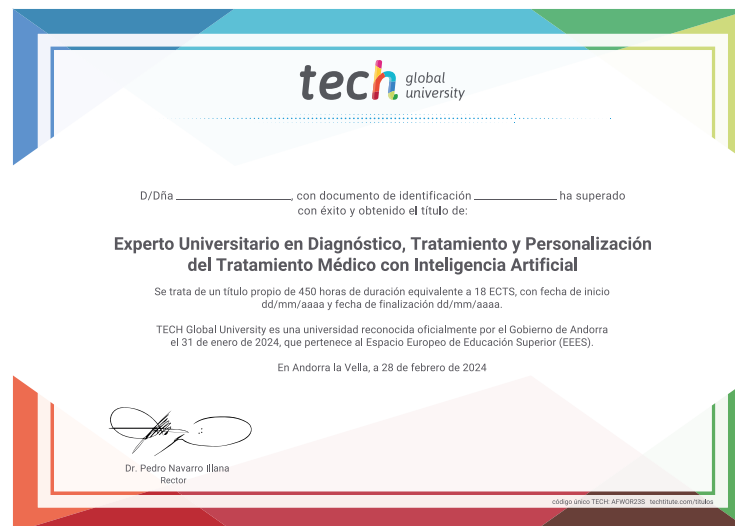 tech global university
D/Dña ______________, con documento de identificación ______________ ha superado
con éxito y obtenido el título de:
Experto Universitario en Diagnóstico, Tratamiento y Personalización
del Tratamiento Médico con Inteligencia Artificial
Se trata de un título propio de 450 horas de duración equivalente a 18 ECTS, con fecha de inicio
dd/mm/aaaa y fecha de finalización dd/mm/aaaa.
TECH Global University es una universidad reconocida oficialmente por el Gobierno de Andorra
el 31 de enero de 2024, que pertenece al Espacio Europeo de Educación Superior (EEES).
En Andorra la Vella, a 28 de febrero de 2024
Dr. Pedro Navarro Illana
Rector
código único TECH: AFWOR23S techtitute.com/titulos